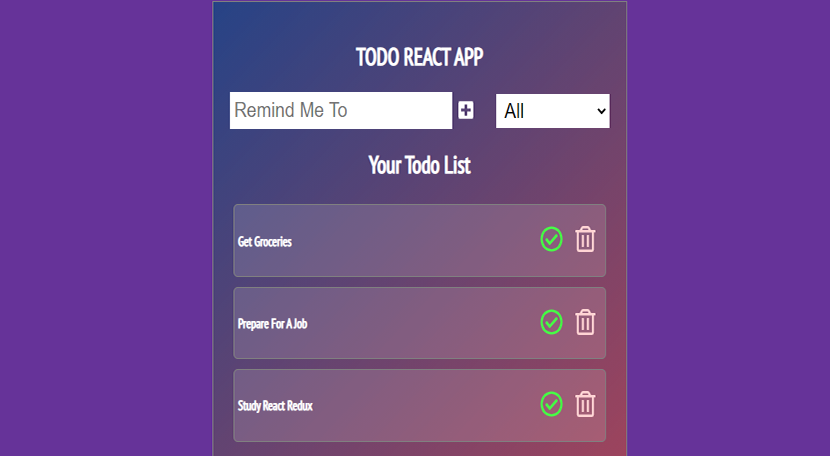 TODO REACT APP
Remind Me To
All
Your Todo List
Get Groceries
Prepare For A Job
Study React Redux